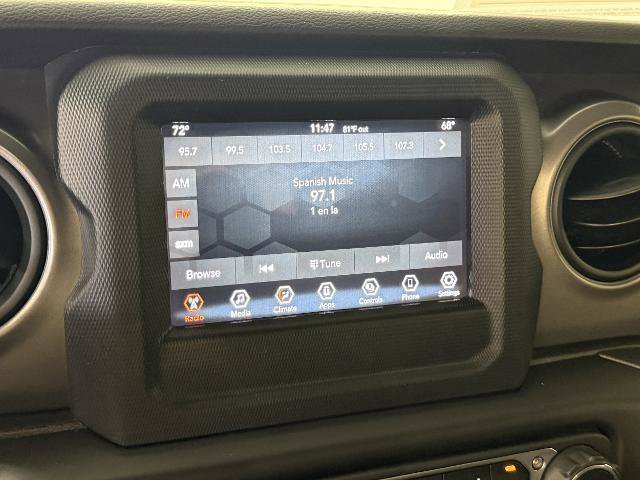 72° 11:47 81°F out 68°
95.7 99.5 103.5 104.7 105.5 107.3
AM
Spanish Music
97.1
FM
1 en la
sxm
Browse Tune Audio
Radio Media Climate Apps Controls Phone Settings